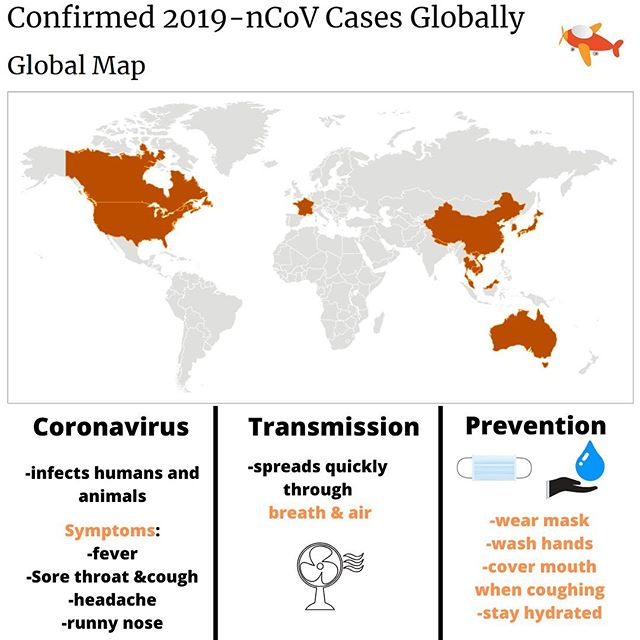 Confirmed 2019-nCoV Cases Globally
Global Map
Coronavirus
-infects humans and
animals
Symptoms:
-fever
-Sore throat &cough
-headache
-runny nose
Transmission
-spreads quickly
through
breath & air
Prevention
-wear mask
-wash hands
-cover mouth
when coughing
-stay hydrated